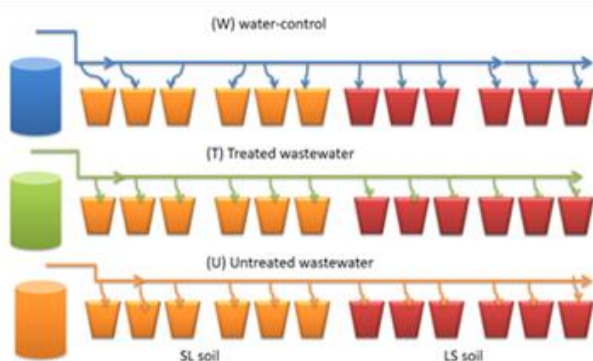 (W) water-control
(T) Treated wastewater
(U) Untreated wastewater
SL soil
LS soil